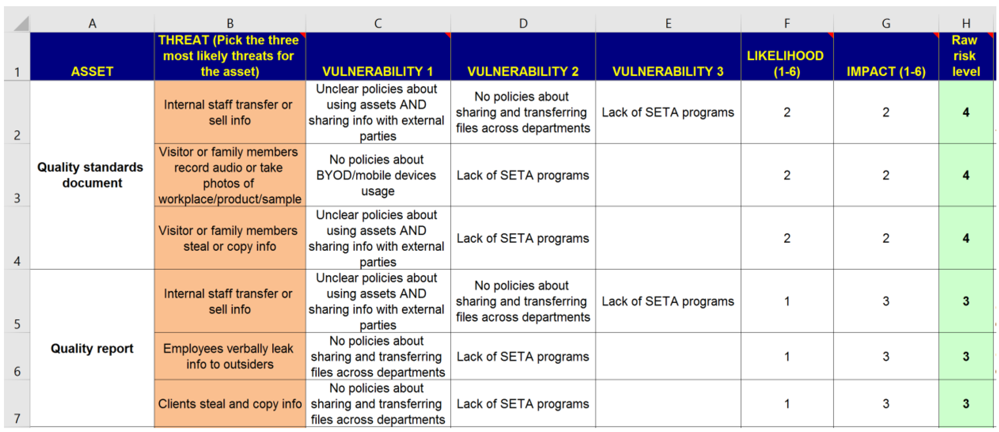 A B C D E F G H
1 ASSET THREAT (Pick the three most likely threats for the asset) VULNERABILITY 1 VULNERABILITY 2 VULNERABILITY 3 LIKELIHOOD (1-6) IMPACT (1-6) Raw risk level
2 Internal staff transfer or sell info Unclear policies about using assets AND sharing info with external parties No policies about sharing and transferring files across departments Lack of SETA programs 2 2 4
Quality standards document
3 Visitor or family members record audio or take photos of workplace/product/sample No policies about BYOD/mobile devices usage Lack of SETA programs 2 2 4
4 Visitor or family members steal or copy info Unclear policies about using assets AND sharing info with external parties Lack of SETA programs 2 2 4
5 Internal staff transfer or sell info Unclear policies about using assets AND sharing info with external parties No policies about sharing and transferring files across departments Lack of SETA programs 1 3 3
Quality report
6 Employees verbally leak info to outsiders No policies about sharing and transferring files across departments Lack of SETA programs 1 3 3
7 Clients steal and copy info No policies about sharing and transferring files across departments Lack of SETA programs 1 3 3